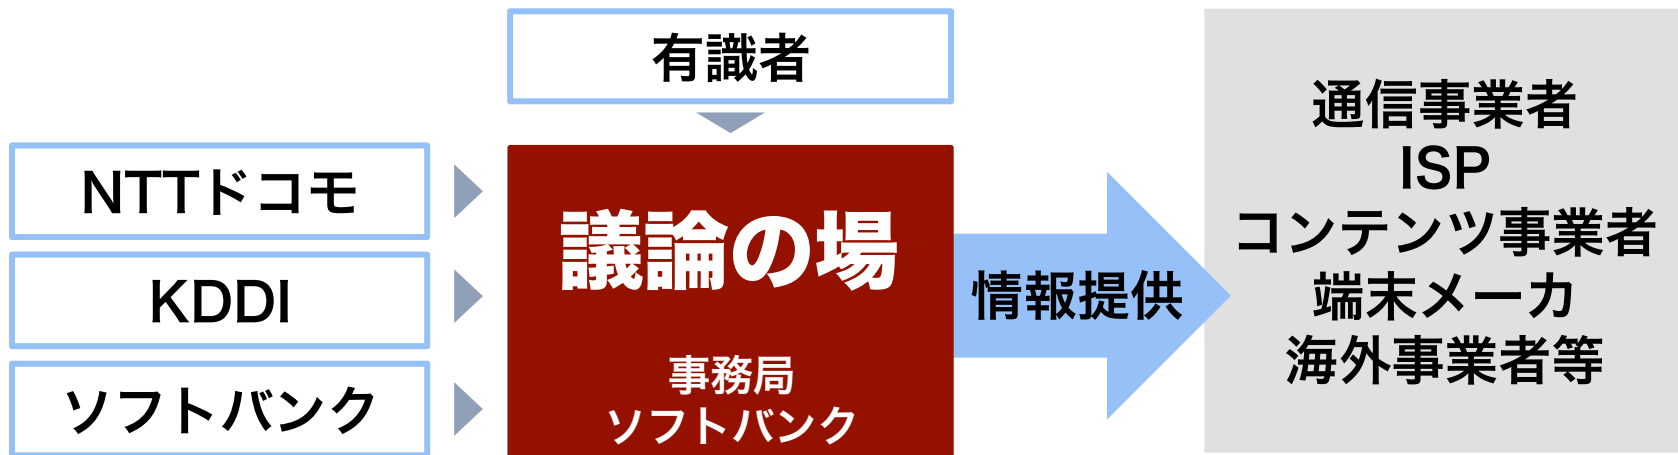 有識者
NTTドコモ
KDDI
ソフトバンク
議論の場
事務局
ソフトバンク
情報提供
通信事業者
ISP
コンテンツ事業者
端末メーカ
海外事業者等